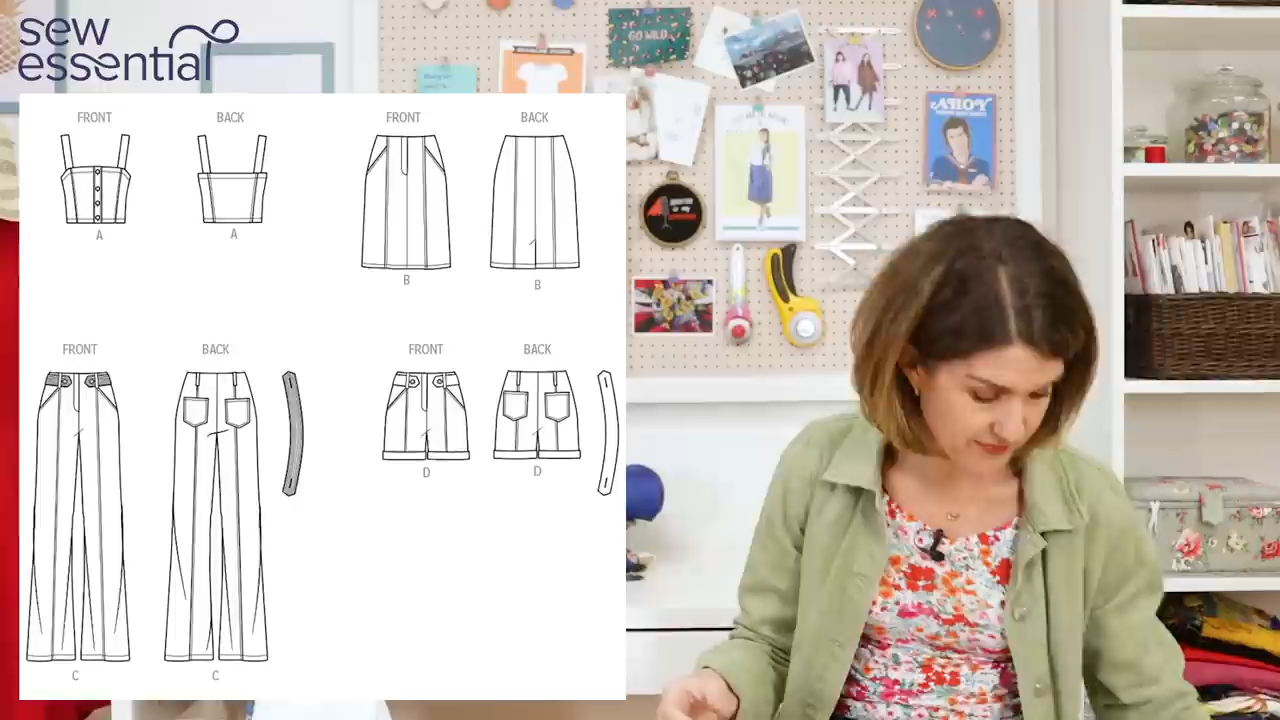 sew
essential
FRONT
BACK
FRONT
BACK
A
A
B
B
FRONT
BACK
FRONT
BACK
D
D
C
C
GO WILD
AHOY